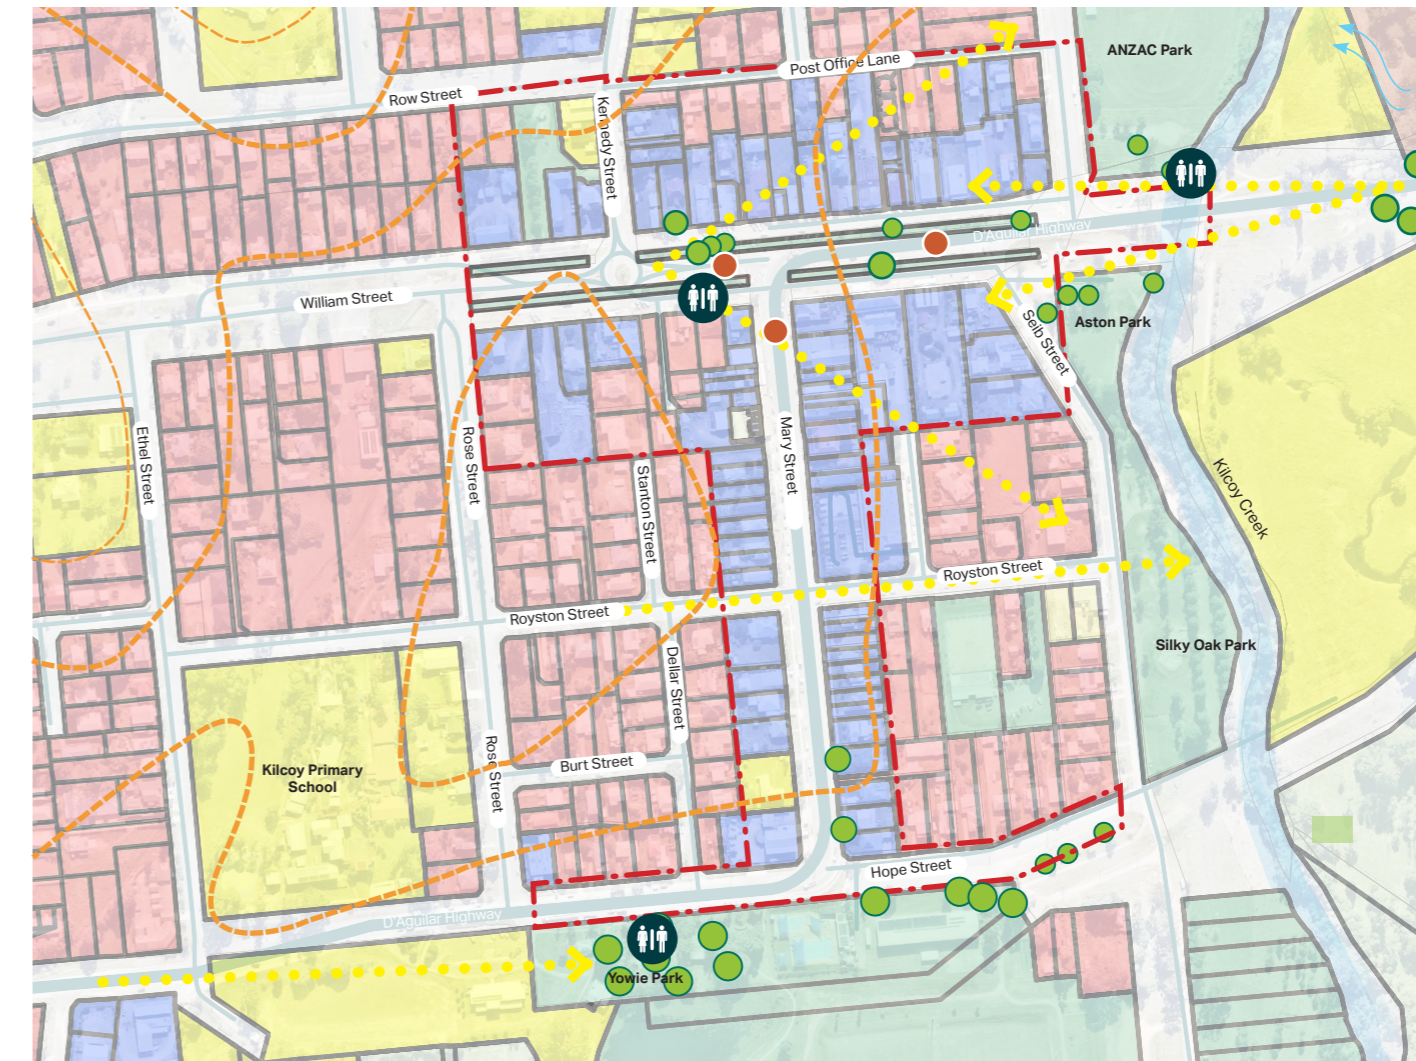 ANZAC Park
Post Office Lane
Row Street
Kennedy Street
D'Aguilar Highway
William Street
Seib Street
Aston Park
Ethel Street
Rose Street
Mary Street
Stanton Street
Kilcoy Creek
Royston Street
Royston Street
Silky Oak Park
Dellar Street
Rose Street
Burt Street
Kilcoy Primary
School
Hope Street
D'Aguilar Highway
Yowie Park